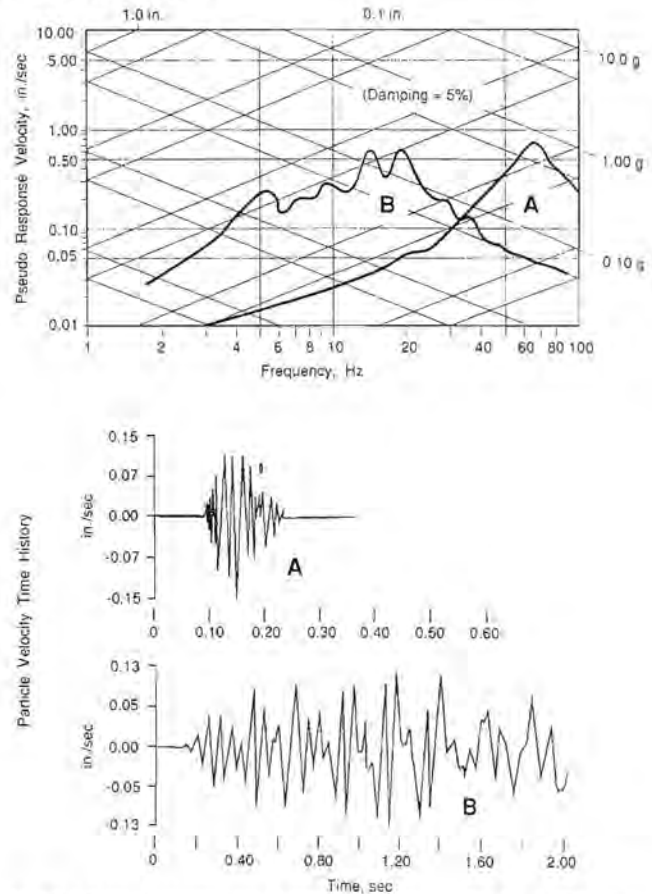 1.0 in. 0.1 in.
10.00
5.00
1.00
0.50
0.10
0.05
0.01
Pseudo Response Velocity, in./sec
(Damping = 5%)
B A
10.0 g
1.00 g
0.10 g
1 2 4 6 8 10 20 40 60 80 100
Frequency, Hz
Particle Velocity Time History
0.15
0.07
0.00
-0.07
-0.15
in./sec
A
0 0.10 0.20 0.30 0.40 0.50 0.60
0.13
0.05
0.00
-0.05
-0.13
in./sec
B
0 0.40 0.80 1.20 1.60 2.00
Time, sec